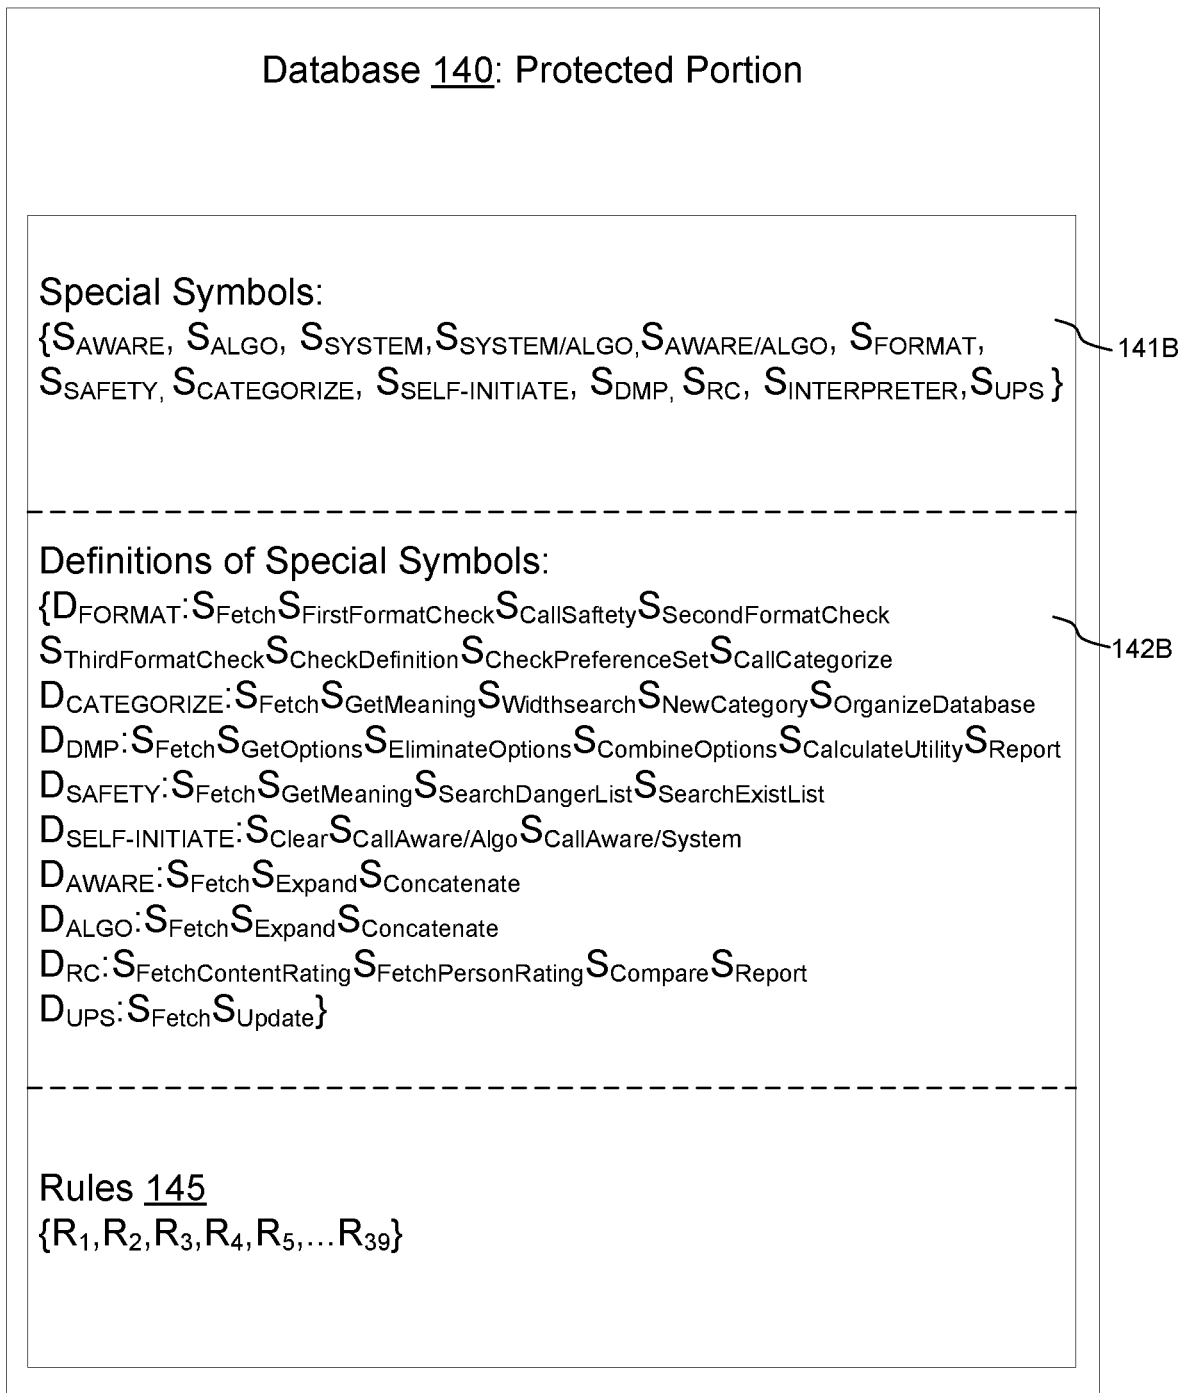 Database 140: Protected Portion
Special Symbols:
{SAWARE, SALGO, SSYSTEM,SSYSTEM/ALGO,SAWARE/ALGO, SFORMAT,
141B
SSAFETY, SCATEGORIZE, SSELF-INITIATE, SDMP, SRC, SINTERPRETER,SUPS }
Definitions of Special Symbols:
{DFORMAT:SFetchSFirstFormatCheckSCallSaftetySSecondFormatCheck
SThirdFormatCheckSCheckDefinitionSCheckPreferenceSetSCallCategorize
142B
DCATEGORIZE:SFetchSGetMeaningSWidthsearchSNewCategorySOrganizeDatabase
DDMP:SFetchSGetOptionsSEliminateOptionsSCombineOptionsSCalculateUtilitySReport
DSAFETY:SFetchSGetMeaningSSearchDangerListSSearchExistList
DSELF-INITIATE:SClearSCallAware/AlgoSCallAware/System
DAWARE:SFetchSExpandSConcatenate
DALGO:SFetchSExpandSConcatenate
DRC:SFetchContentRatingSFetchPersonRatingSCompareSReport
DUPS:SFetchSUpdate}
Rules 145
{R1,R2,R3,R4,R5,...R39}